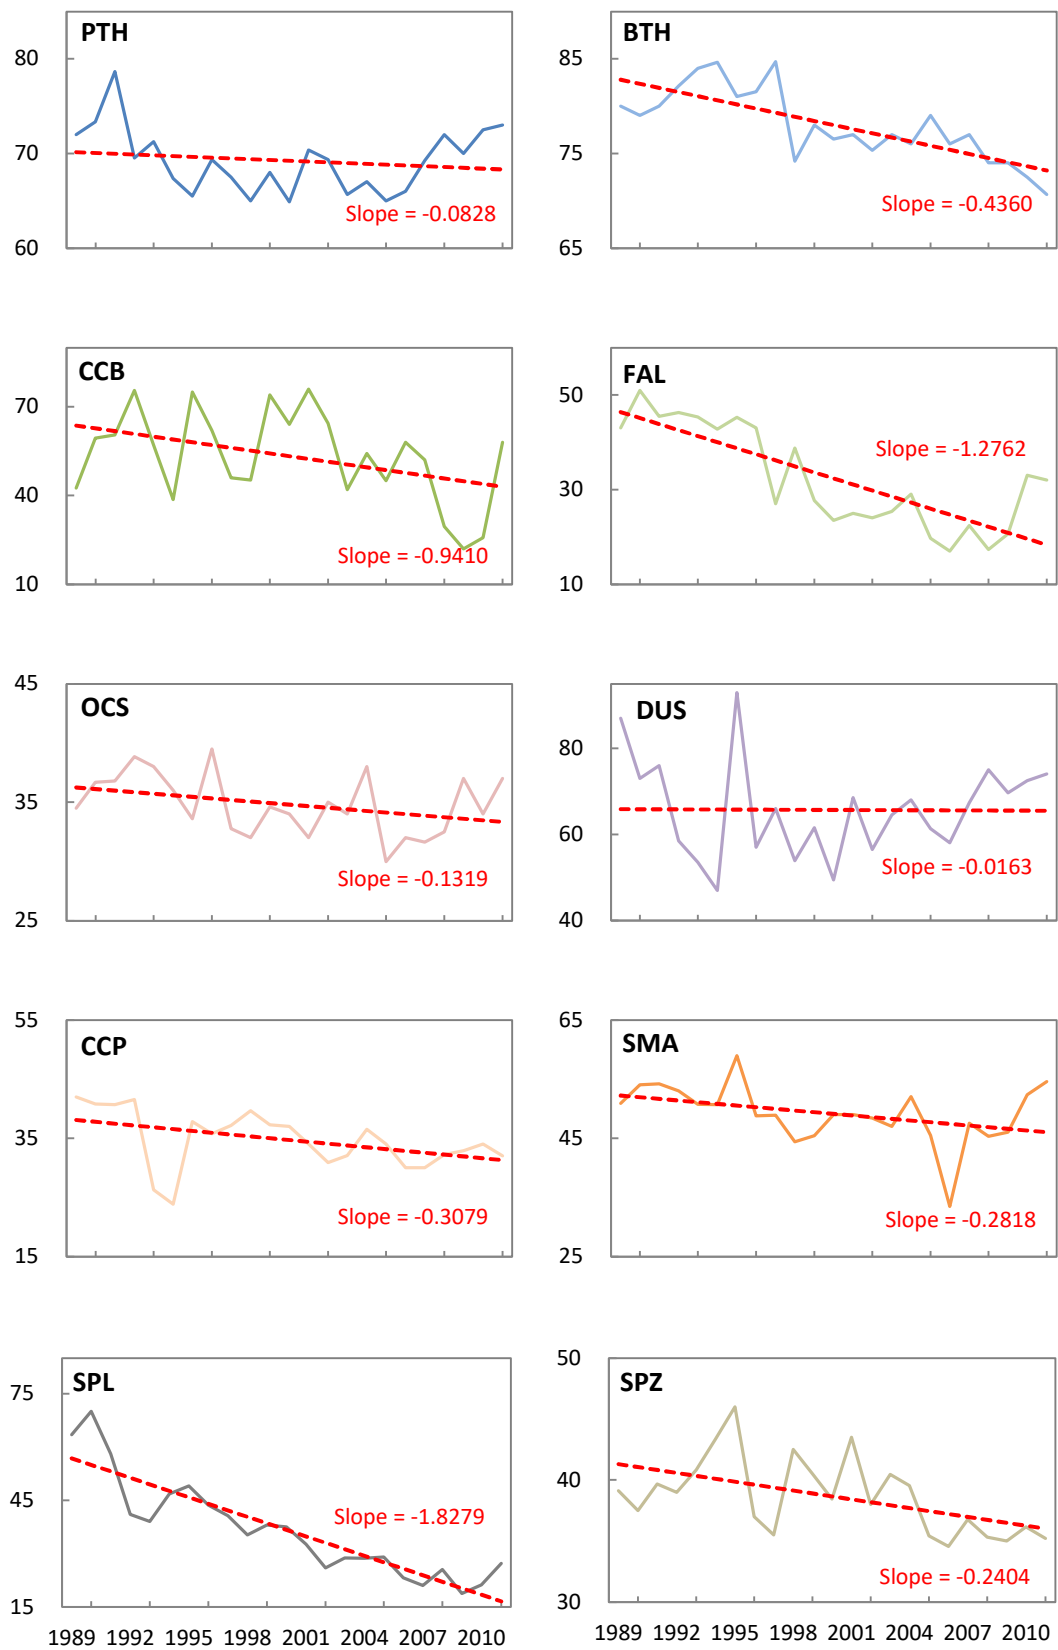 PTH
80
70
60
Slope = -0.0828
BTH
85
75
65
Slope = -0.4360
CCB
70
40
10
Slope = -0.9410
FAL
50
30
10
Slope = -1.2762
OCS
45
35
25
Slope = -0.1319
DUS
80
60
40
Slope = -0.0163
CCP
55
35
15
Slope = -0.3079
SMA
65
45
25
Slope = -0.2818
SPL
75
45
15
Slope = -1.8279
1989 1992 1995 1998 2001 2004 2007 2010
SPZ
50
40
30
Slope = -0.2404
1989 1992 1995 1998 2001 2004 2007 2010